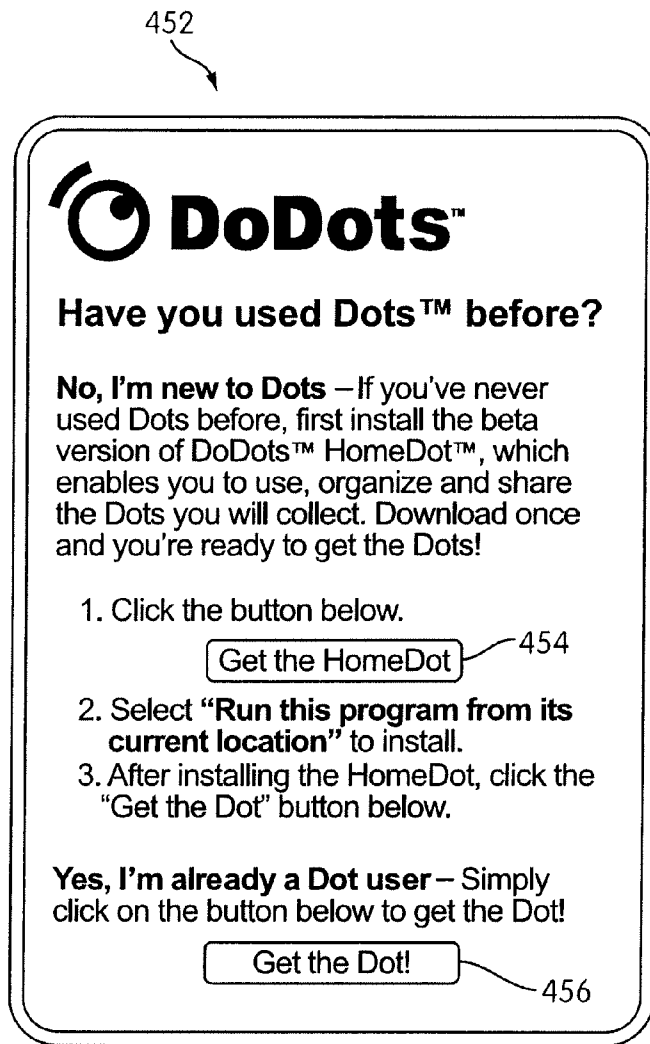 452
DoDots™
Have you used Dots™ before?
No, I'm new to Dots – If you've never
used Dots before, first install the beta
version of DoDots™ HomeDot™, which
enables you to use, organize and share
the Dots you will collect. Download once
and you're ready to get the Dots!
1. Click the button below.
Get the HomeDot 454
2. Select “Run this program from its
current location” to install.
3. After installing the HomeDot, click the
“Get the Dot” button below.
Yes, I'm already a Dot user – Simply
click on the button below to get the Dot!
Get the Dot!
456